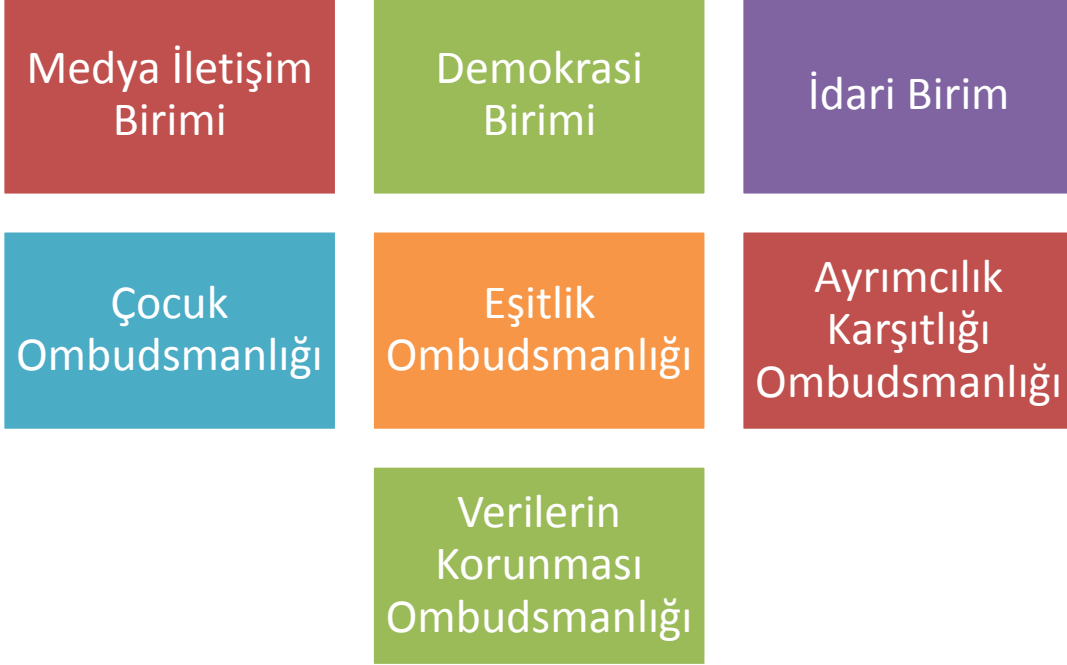 Medya İletişim
Birimi
Demokrasi
Birimi
İdari Birim
Çocuk
Ombudsmanlığı
Eşitlik
Ombudsmanlığı
Ayrımcılık
Karşıtlığı
Ombudsmanlığı
Verilerin
Korunması
Ombudsmanlığı